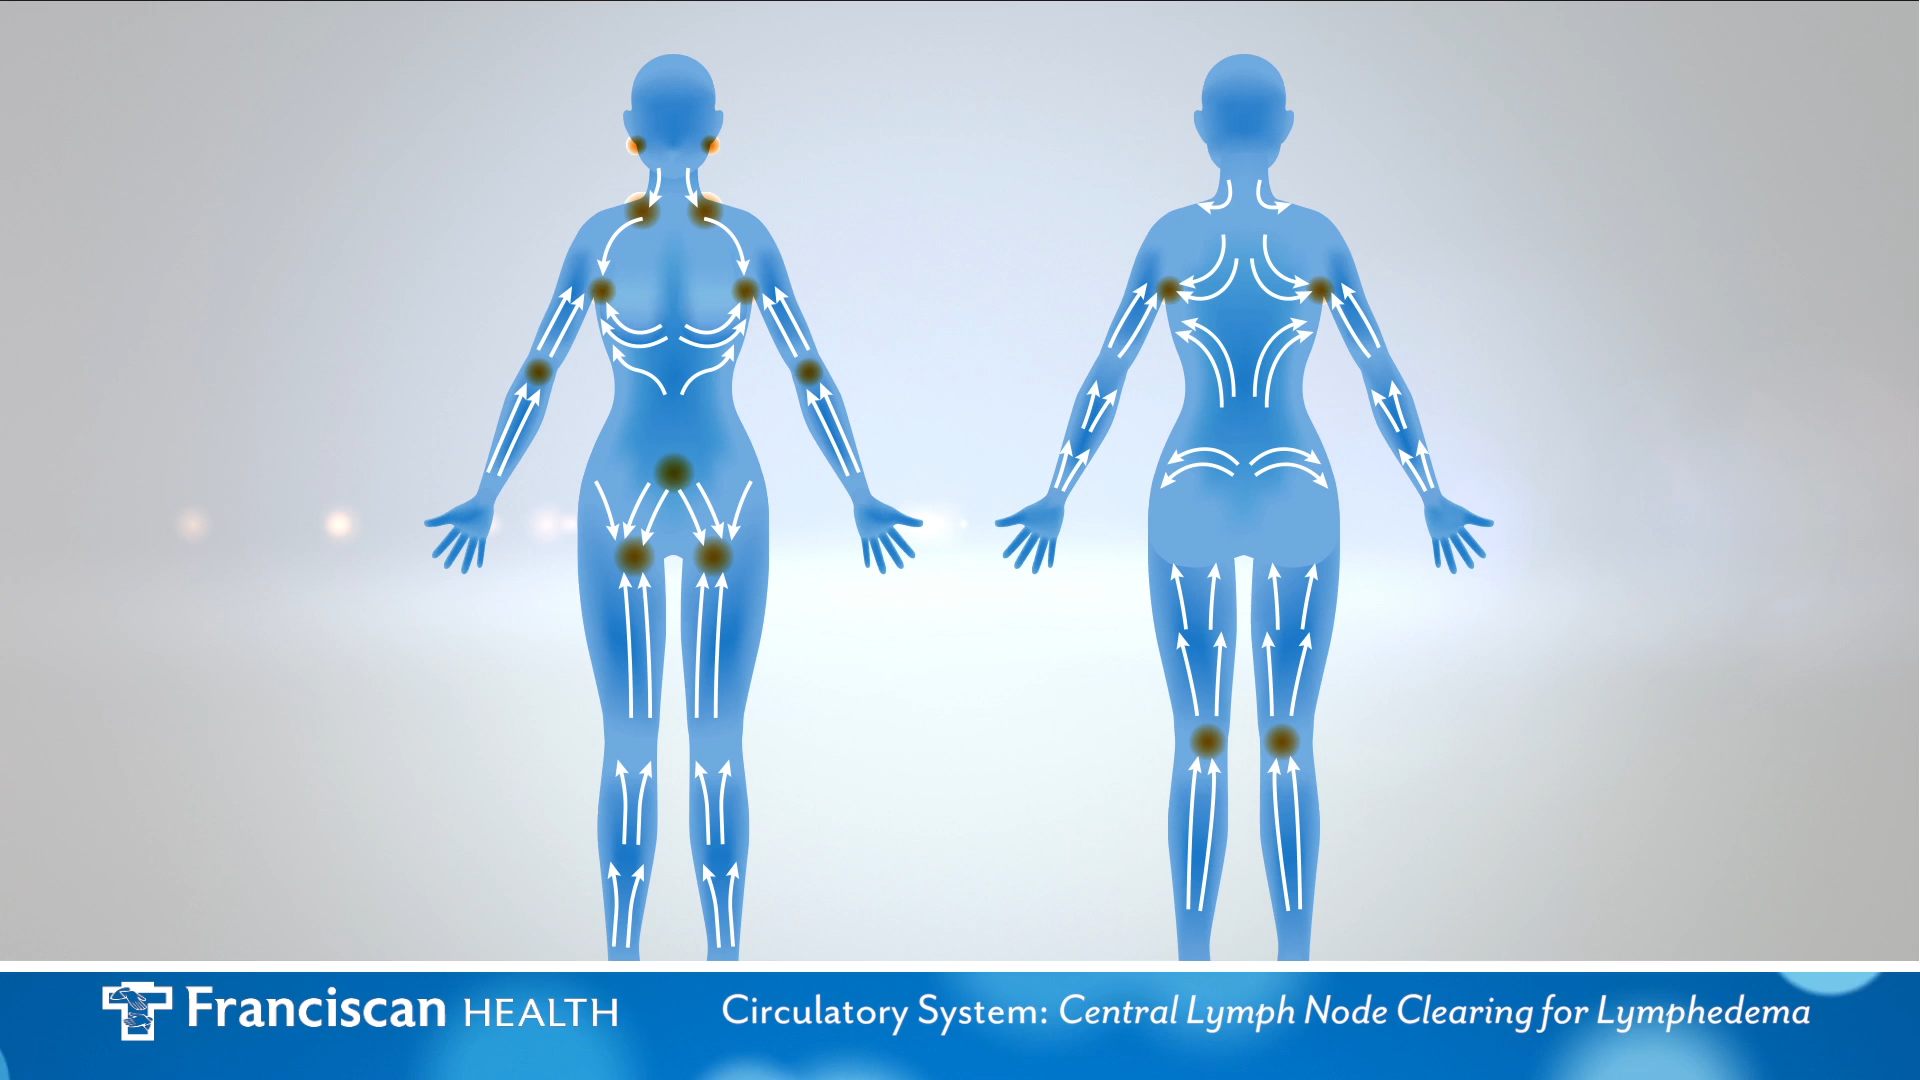 Franciscan HEALTH
Circulatory System: Central Lymph Node Clearing for Lymphedema